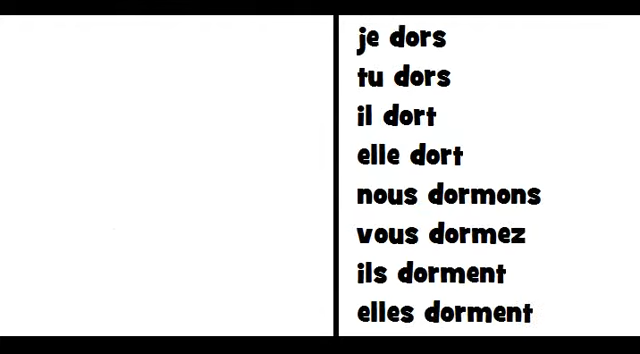 je dors
tu dors
il dort
elle dort
nous dormons
vous dormez
ils dorment
elles dorment